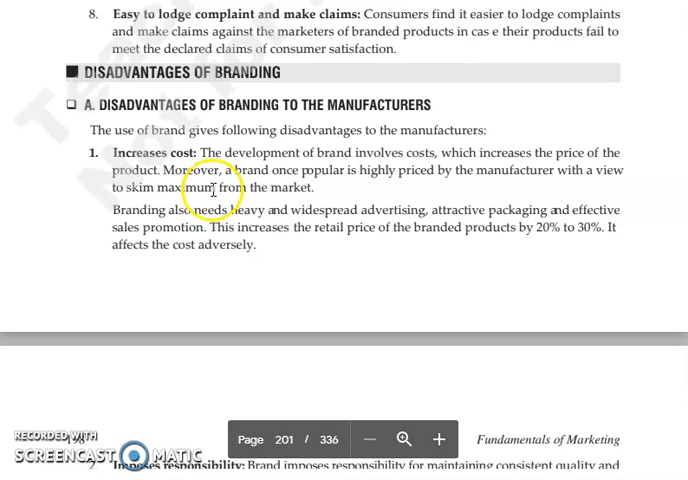 8. Easy to lodge complaint and make claims: Consumers find it easier to lodge complaints
and make claims against the marketers of branded products in cas e their products fail to
meet the declared claims of consumer satisfaction.
DISADVANTAGES OF BRANDING
A. DISADVANTAGES OF BRANDING TO THE MANUFACTURERS
The use of brand gives following disadvantages to the manufacturers:
1. Increases cost: The development of brand involves costs, which increases the price of the
product. Moreover, a brand once popular is highly priced by the manufacturer with a view
to skim maximum from the market.
Branding also needs heavy and widespread advertising, attractive packaging and effective
sales promotion. This increases the retail price of the branded products by 20% to 30%. It
affects the cost adversely.
198
Fundamentals of Marketing
Page 201 / 336
RECORDED WITH
SCREENCAST MATIC
2. Imposes responsibility: Brand imposes responsibility for maintaining consistent quality and